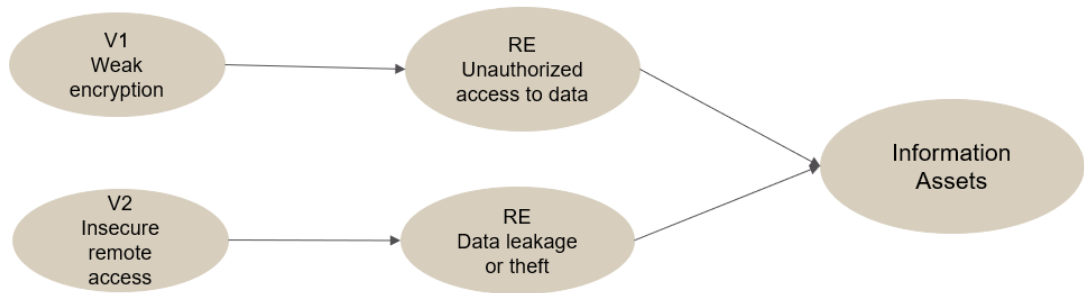 V1
Weak
encryption
RE
Unauthorized
access to data
Information
Assets
V2
Insecure
remote
access
RE
Data leakage
or theft